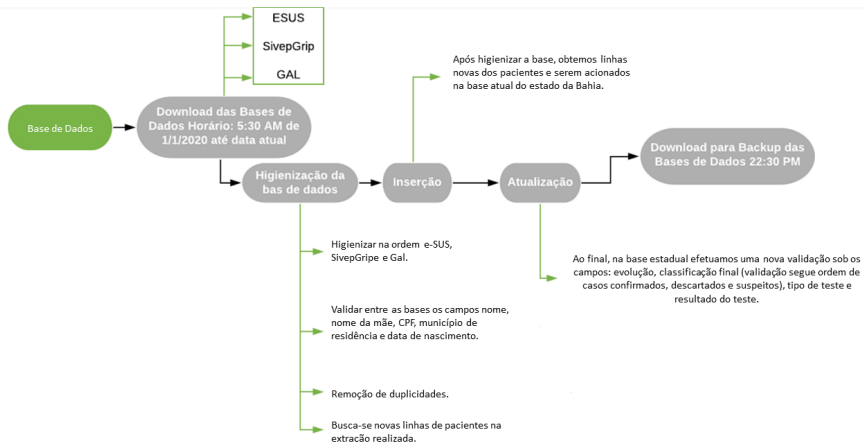 ESUS
SivepGrip
GAL
Base de Dados
Download das Bases de
Dados Horário: 5:30 AM de
1/1/2020 até data atual
Após higienizar a base, obtemos linhas
novas dos pacientes e serem acionados
na base atual do estado da Bahia.
Download para Backup das
Bases de Dados 22:30 PM
Higienização da
bas de dados
Inserção
Atualização
Higienizar na ordem e-SUS,
SivepGripe e Gal.
Validar entre as bases os campos nome,
nome da mãe, CPF, município de
residência e data de nascimento.
Remoção de duplicidades.
Busca-se novas linhas de pacientes na
extração realizada.
Ao final, na base estadual efetuamos uma nova validação sob os
campos: evolução, classificação final (validação segue ordem de
casos confirmados, descartados e suspeitos), tipo de teste e
resultado do teste.